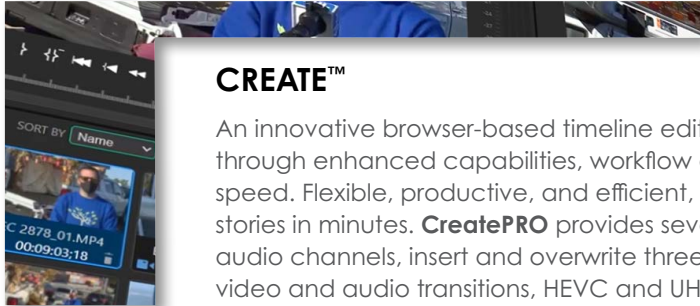 CREATE™
An innovative browser-based timeline edit
through enhanced capabilities, workflow
speed. Flexible, productive, and efficient,
stories in minutes. CreatePRO provides sev
audio channels, insert and overwrite three
video and audio transitions, HEVC and UH
SORT BY Name
C 2878_01.MP4
00:09:03;18